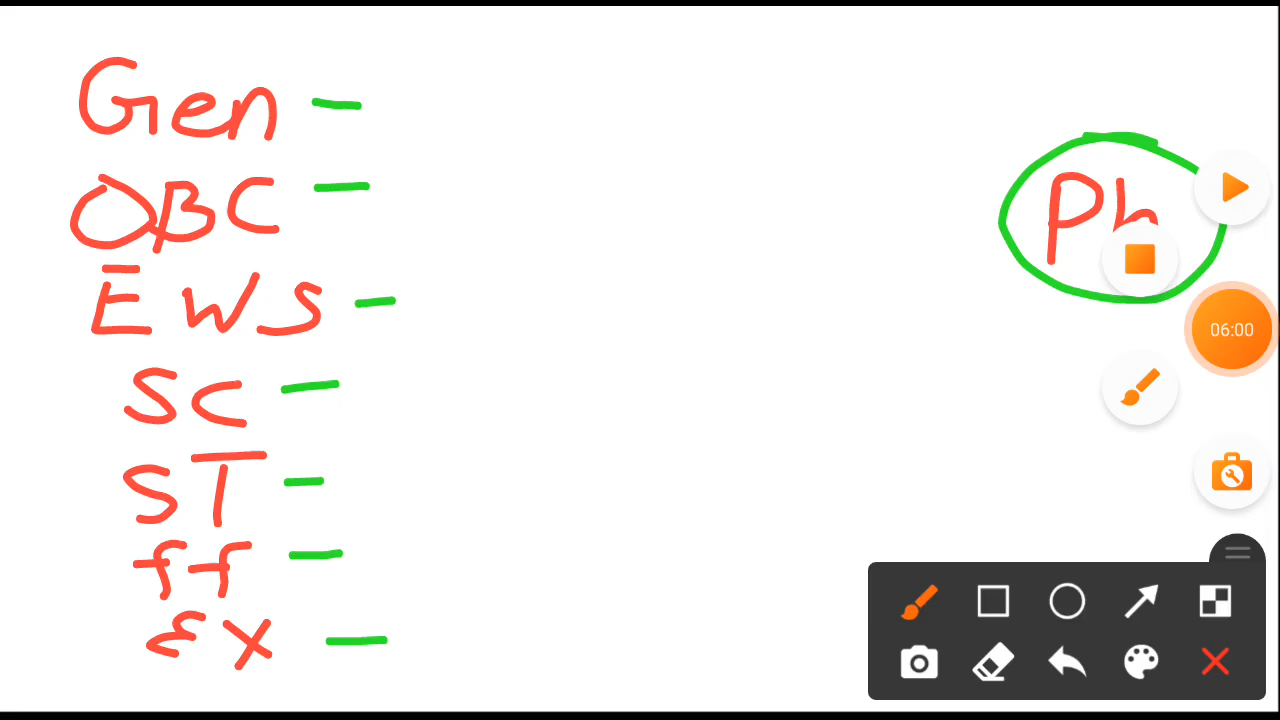 Gen -
OBC -
EWS -
SC -
ST -
ff -
Ex -
Ph
06:00